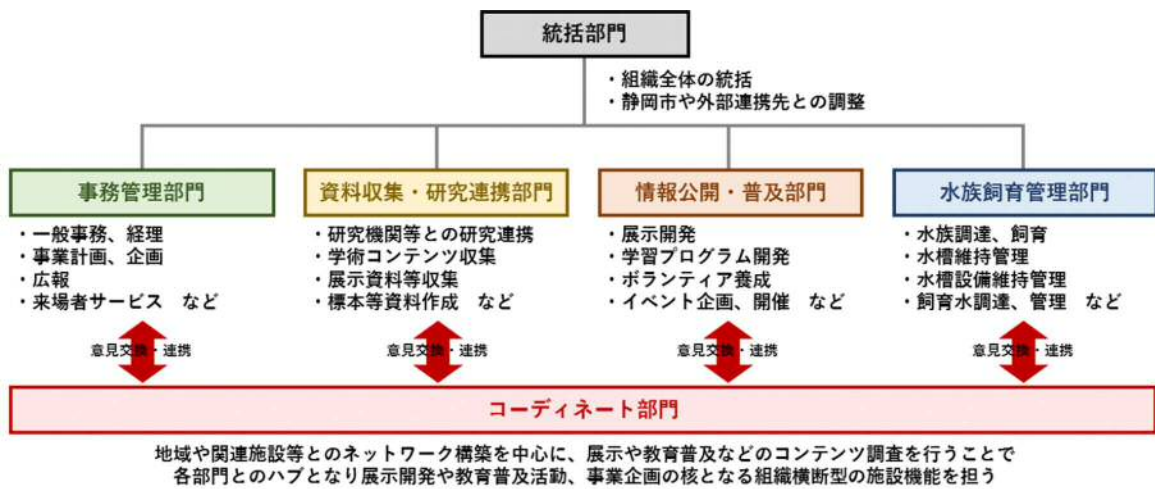 統括部門
・組織全体の統括
・静岡市や外部連携先との調整
事務管理部門
・一般事務、経理
・事業計画、企画
・広報
・来場者サービス　など
意見交換・連携
資料収集・研究連携部門
・研究機関等との研究連携
・学術コンテンツ収集
・展示資料等収集
・標本等資料作成　など
意見交換・連携
情報公開・普及部門
・展示開発
・学習プログラム開発
・ボランティア養成
・イベント企画、開催　など
意見交換・連携
水族飼育管理部門
・水族調達、飼育
・水槽維持管理
・水槽設備維持管理
・飼育水調達、管理　など
意見交換・連携
コーディネート部門
地域や関連施設等とのネットワーク構築を中心に、展示や教育普及などのコンテンツ調査を行うことで
各部門とのハブとなり展示開発や教育普及活動、事業企画の核となる組織横断型の施設機能を担う